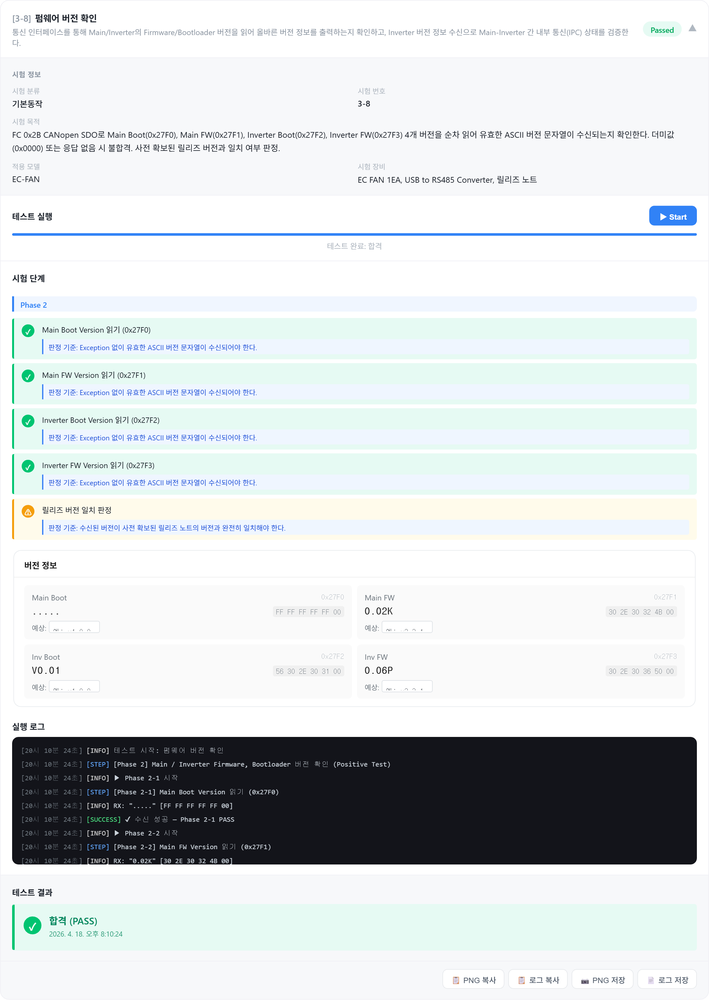 [3-8] 펌웨어 버전 확인
통신 인터페이스를 통해 Main/Inverter의 Firmware/Bootloader 버전을 읽어 올바른 버전 정보를 출력하는지 확인하고, Inverter 버전 정보 수신으로 Main-Inverter 간 내부 통신(IPC) 상태를 검증한
다.
Passed ▲
시험 정보
시험 분류
기본동작
시험 번호
3-8
시험 목적
FC 0x2B CANopen SDO로 Main Boot(0x27F0), Main FW(0x27F1), Inverter Boot(0x27F2), Inverter FW(0x27F3) 4개 버전을 순차 읽어 유효한 ASCII 버전 문자열이 수신되는지 확인한다. 더미값
(0x0000) 또는 응답 없음 시 불합격. 사전 확보된 릴리즈 버전과 일치 여부 판정.
적용 모델
EC-FAN
시험 장비
EC FAN 1EA, USB to RS485 Converter, 릴리즈 노트
테스트 실행
▶ Start
테스트 완료: 합격
시험 단계
Phase 2
Main Boot Version 읽기 (0x27F0)
판정 기준: Exception 없이 유효한 ASCII 버전 문자열이 수신되어야 한다.
Main FW Version 읽기 (0x27F1)
판정 기준: Exception 없이 유효한 ASCII 버전 문자열이 수신되어야 한다.
Inverter Boot Version 읽기 (0x27F2)
판정 기준: Exception 없이 유효한 ASCII 버전 문자열이 수신되어야 한다.
Inverter FW Version 읽기 (0x27F3)
판정 기준: Exception 없이 유효한 ASCII 버전 문자열이 수신되어야 한다.
릴리즈 버전 일치 판정
판정 기준: 수신된 버전이 사전 확보된 릴리즈 노트의 버전과 완전히 일치해야 한다.
버전 정보
Main Boot 0x27F0
..... FF FF FF FF FF 00
예상:
Main FW 0x27F1
0.02K 30 2E 30 32 4B 00
예상:
Inv Boot 0x27F2
V0.01 56 30 2E 30 31 00
예상:
Inv FW 0x27F3
0.06P 30 2E 30 36 50 00
예상:
실행 로그
[20시 10분 24초] [INFO] 테스트 시작: 펌웨어 버전 확인
[20시 10분 24초] [STEP] [Phase 2] Main / Inverter Firmware, Bootloader 버전 확인 (Positive Test)
[20시 10분 24초] [INFO] ▶ Phase 2-1 시작
[20시 10분 24초] [STEP] [Phase 2-1] Main Boot Version 읽기 (0x27F0)
[20시 10분 24초] [INFO] RX: "....." [FF FF FF FF FF 00]
[20시 10분 24초] [SUCCESS] ✓ 수신 성공 — Phase 2-1 PASS
[20시 10분 24초] [INFO] ▶ Phase 2-2 시작
[20시 10분 24초] [STEP] [Phase 2-2] Main FW Version 읽기 (0x27F1)
[20시 10분 24초] [INFO] RX: "0.02K" [30 2E 30 32 4B 00]
테스트 결과
합격 (PASS)
2026. 4. 18. 오후 8:10:24
PNG 복사
로그 복사
PNG 저장
로그 저장